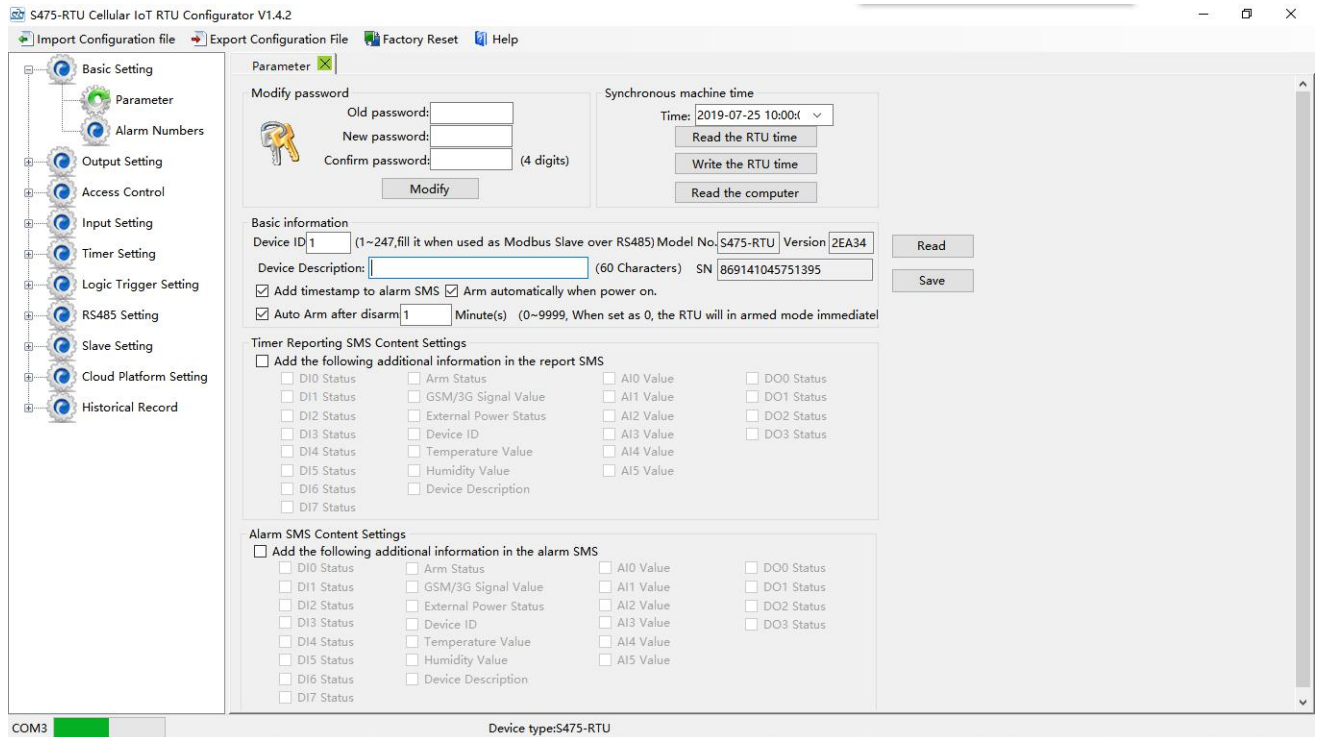 S475-RTU Cellular IoT RTU Configurator V1.4.2
Import Configuration file Export Configuration File Factory Reset Help
Basic Setting
Parameter
Alarm Numbers
Output Setting
Access Control
Input Setting
Timer Setting
Logic Trigger Setting
RS485 Setting
Slave Setting
Cloud Platform Setting
Historical Record
Parameter
Modify password
Old password:
New password:
Confirm password: (4 digits)
Modify
Synchronous machine time
Time: 2019-07-25 10:00:(
Read the RTU time
Write the RTU time
Read the computer
Basic information
Device ID 1 (1~247,fill it when used as Modbus Slave over RS485) Model No. S475-RTU Version 2EA34
Device Description: (60 Characters) SN 869141045751395
Add timestamp to alarm SMS Arm automatically when power on.
Auto Arm after disarm 1 Minute(s) (0~9999, When set as 0, the RTU will in armed mode immediatel
Read
Save
Timer Reporting SMS Content Settings
Add the following additional information in the report SMS
DI0 Status Arm Status AI0 Value DO0 Status
DI1 Status GSM/3G Signal Value AI1 Value DO1 Status
DI2 Status External Power Status AI2 Value DO2 Status
DI3 Status Device ID AI3 Value DO3 Status
DI4 Status Temperature Value AI4 Value
DI5 Status Humidity Value AI5 Value
DI6 Status Device Description
DI7 Status
Alarm SMS Content Settings
Add the following additional information in the alarm SMS
DI0 Status Arm Status AI0 Value DO0 Status
DI1 Status GSM/3G Signal Value AI1 Value DO1 Status
DI2 Status External Power Status AI2 Value DO2 Status
DI3 Status Device ID AI3 Value DO3 Status
DI4 Status Temperature Value AI4 Value
DI5 Status Humidity Value AI5 Value
DI6 Status Device Description
DI7 Status
COM3 Device type:S475-RTU